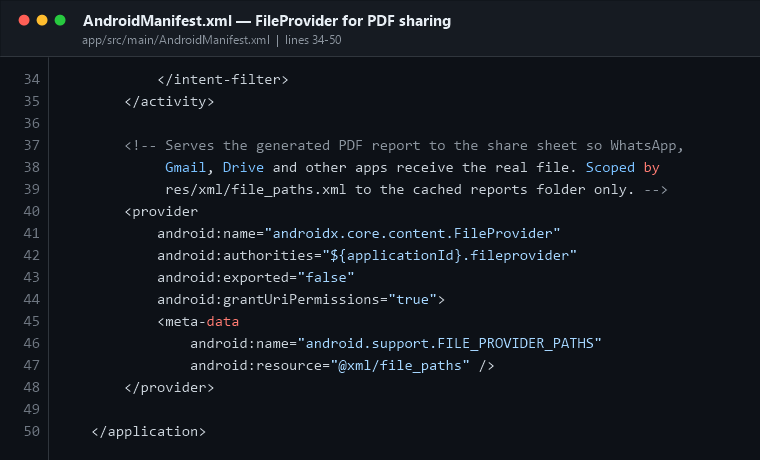 AndroidManifest.xml — FileProvider for PDF sharing
app/src/main/AndroidManifest.xml | lines 34-50
34             </intent-filter>
35         </activity>
36
37         <!-- Serves the generated PDF report to the share sheet so WhatsApp,
38              Gmail, Drive and other apps receive the real file. Scoped by
39              res/xml/file_paths.xml to the cached reports folder only. -->
40         <provider
41             android:name="androidx.core.content.FileProvider"
42             android:authorities="${applicationId}.fileprovider"
43             android:exported="false"
44             android:grantUriPermissions="true">
45             <meta-data
46                 android:name="android.support.FILE_PROVIDER_PATHS"
47                 android:resource="@xml/file_paths" />
48         </provider>
49
50     </application>